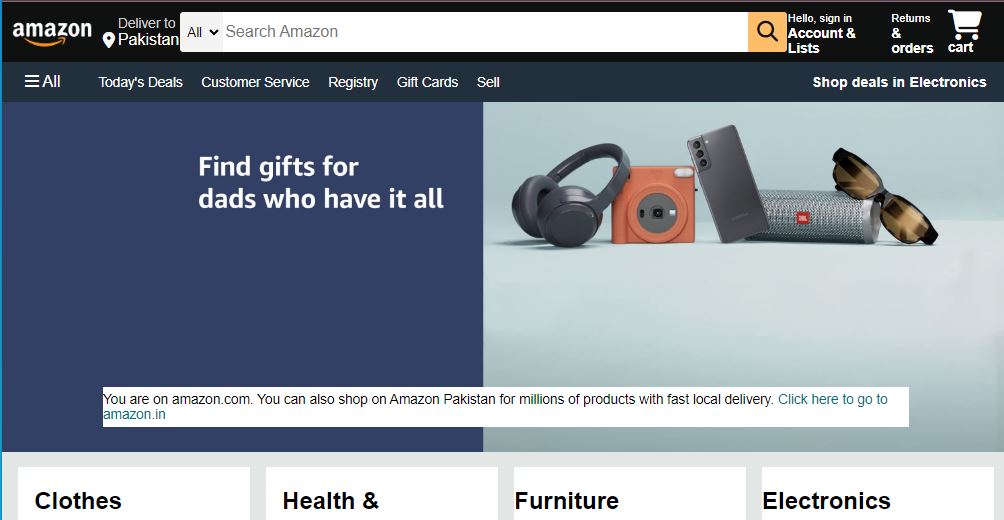 amazon
Deliver to
Pakistan
All
Search Amazon
Hello, sign in
Account &
Lists
Returns
&
orders
cart
All
Today's Deals
Customer Service
Registry
Gift Cards
Sell
Shop deals in Electronics
Find gifts for
dads who have it all
JBL
You are on amazon.com. You can also shop on Amazon Pakistan for millions of products with fast local delivery. Click here to go to
amazon.in
Clothes
Health &
Furniture
Electronics